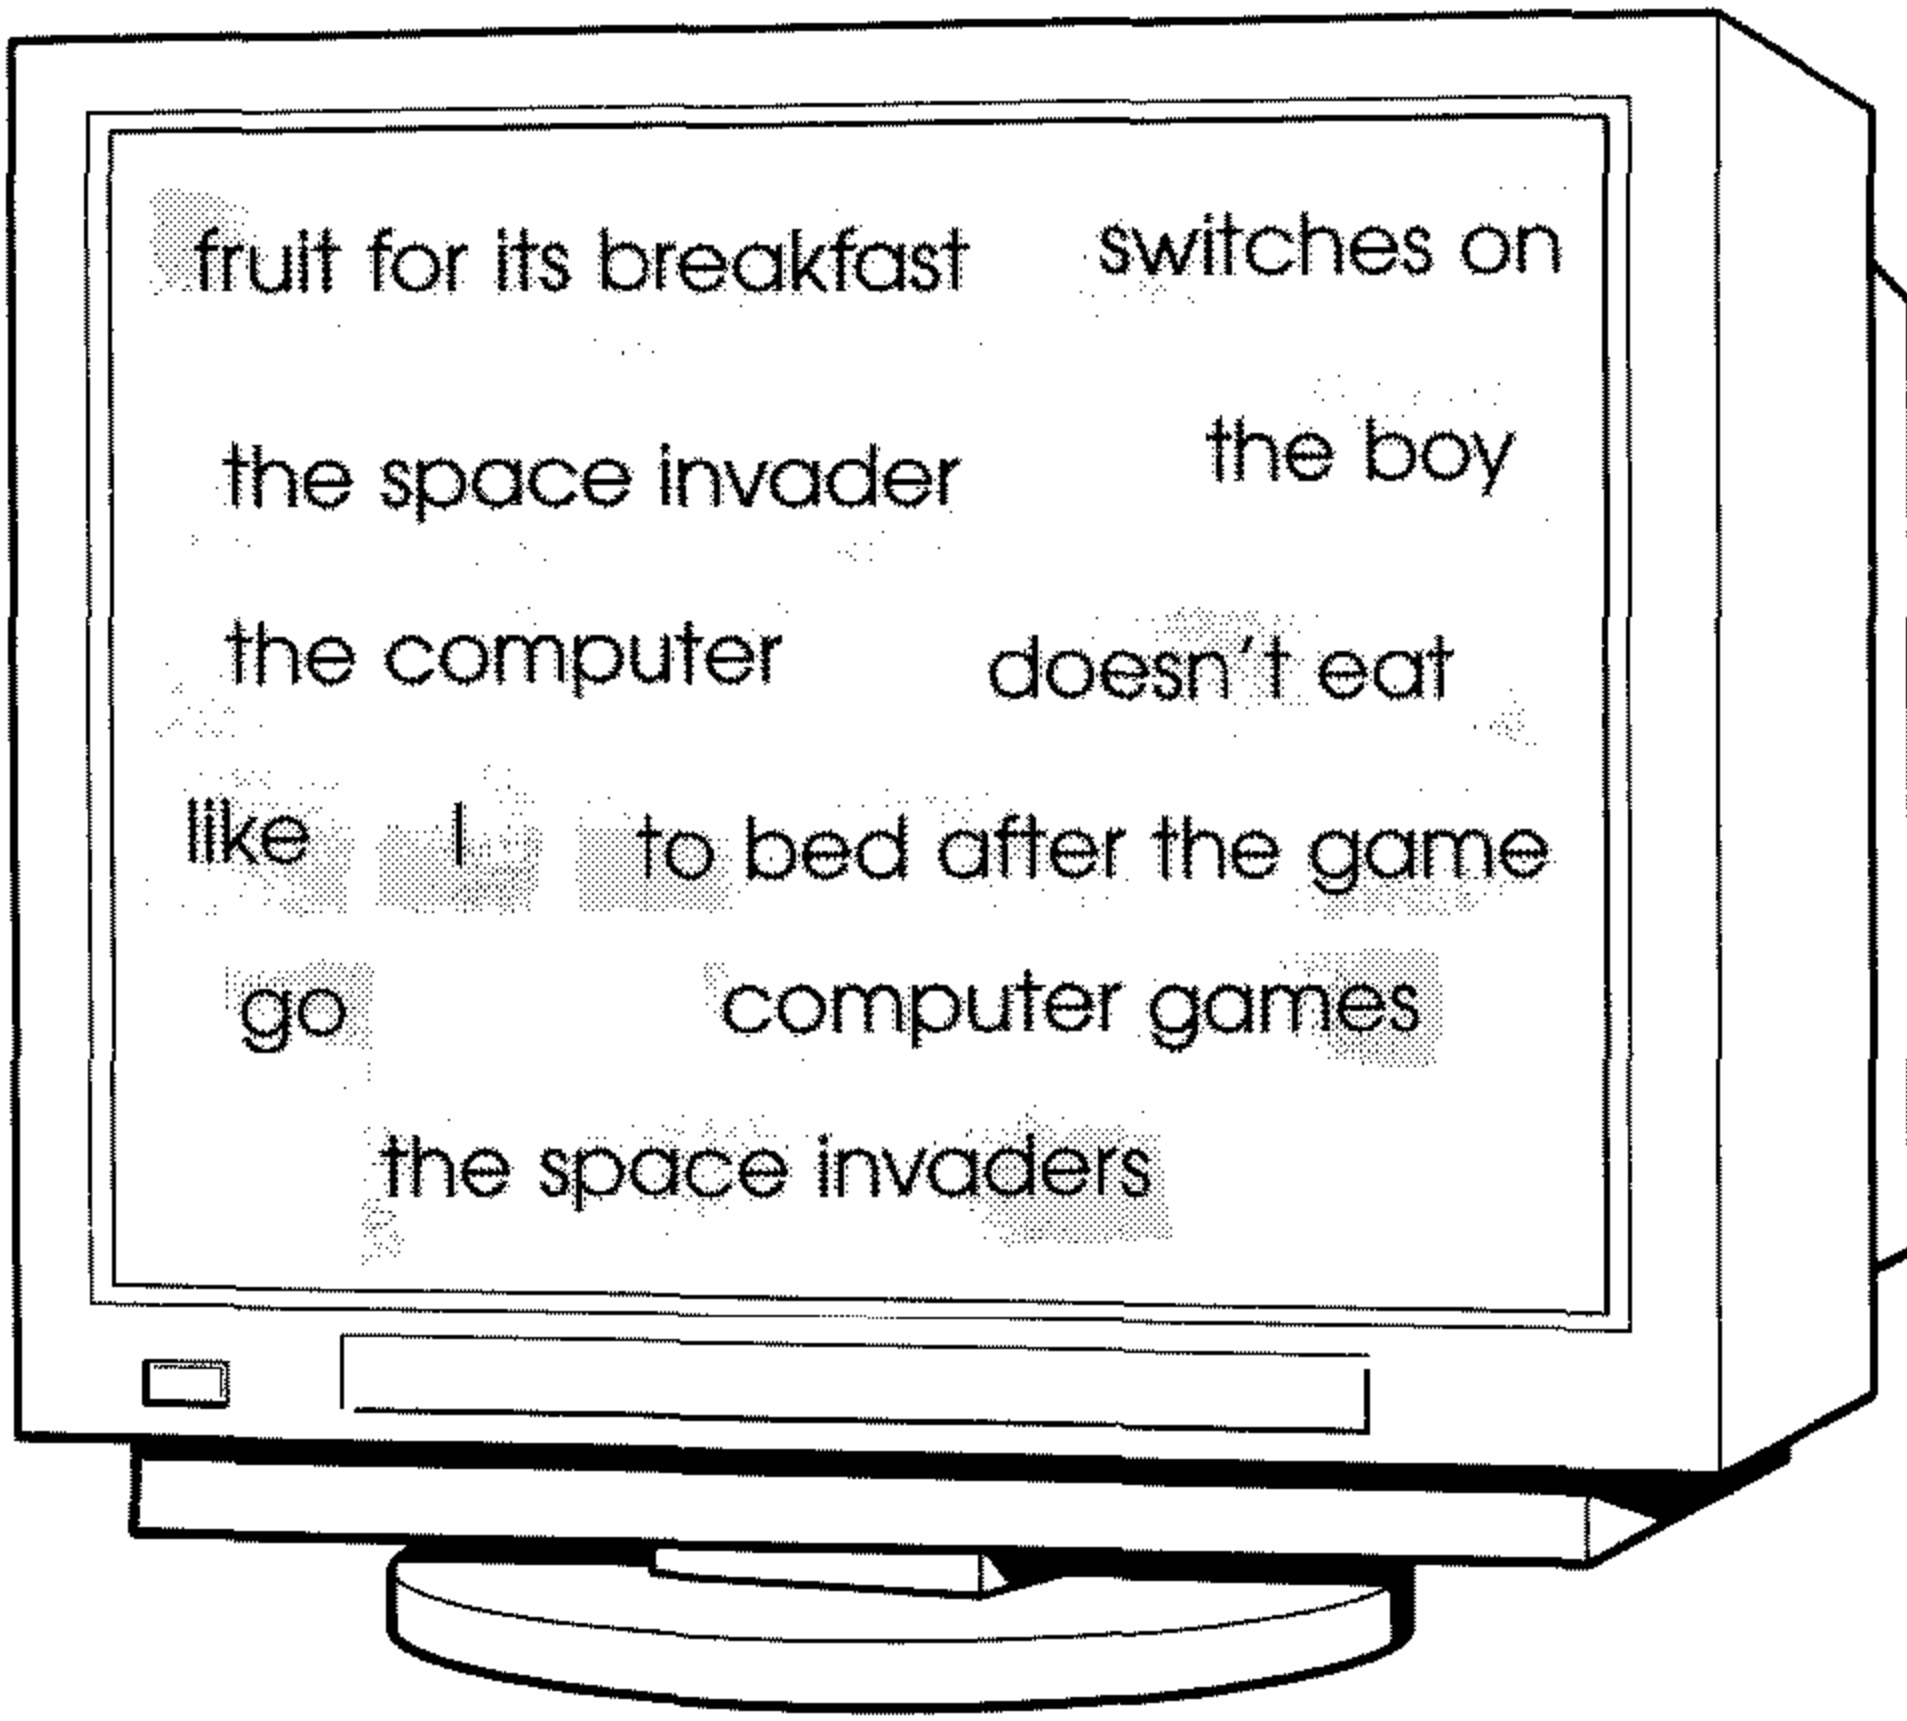 fruit for its breakfast switches on
the space invader the boy
the computer doesn't eat
like I to bed after the game
go computer games
the space invaders